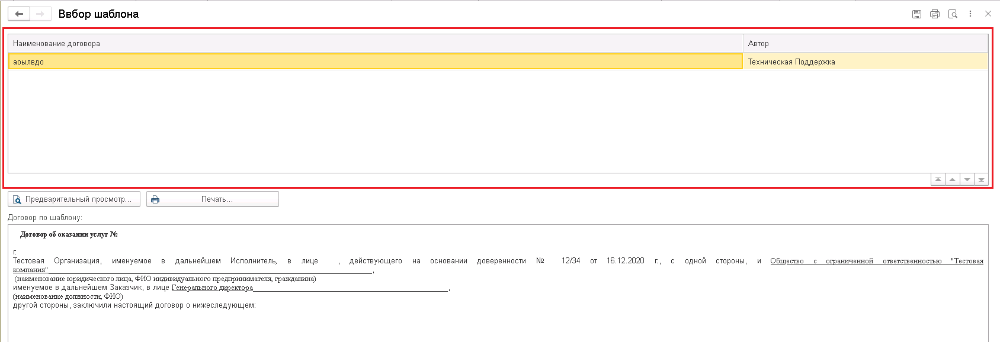 Ввбор шаблона
Наименование договора Автор
аоылвдо Техническая Поддержка
Предварительный просмотр... Печать...
Договор по шаблону:
Договор об оказании услуг №
г.
Тестовая Организация, именуемое в дальнейшем Исполнитель, в лице , действующего на основании доверенности № 12/34 от 16.12.2020 г., с одной стороны, и Общество с ограниченной ответственностью "Тестовая
компания" ,
(наименование юридического лица, ФИО индивидуального предпринимателя, гражданина)
именуемое в дальнейшем Заказчик, в лице Генерального директора ,
(наименование должности, ФИО)
другой стороны, заключили настоящий договор о нижеследующем: